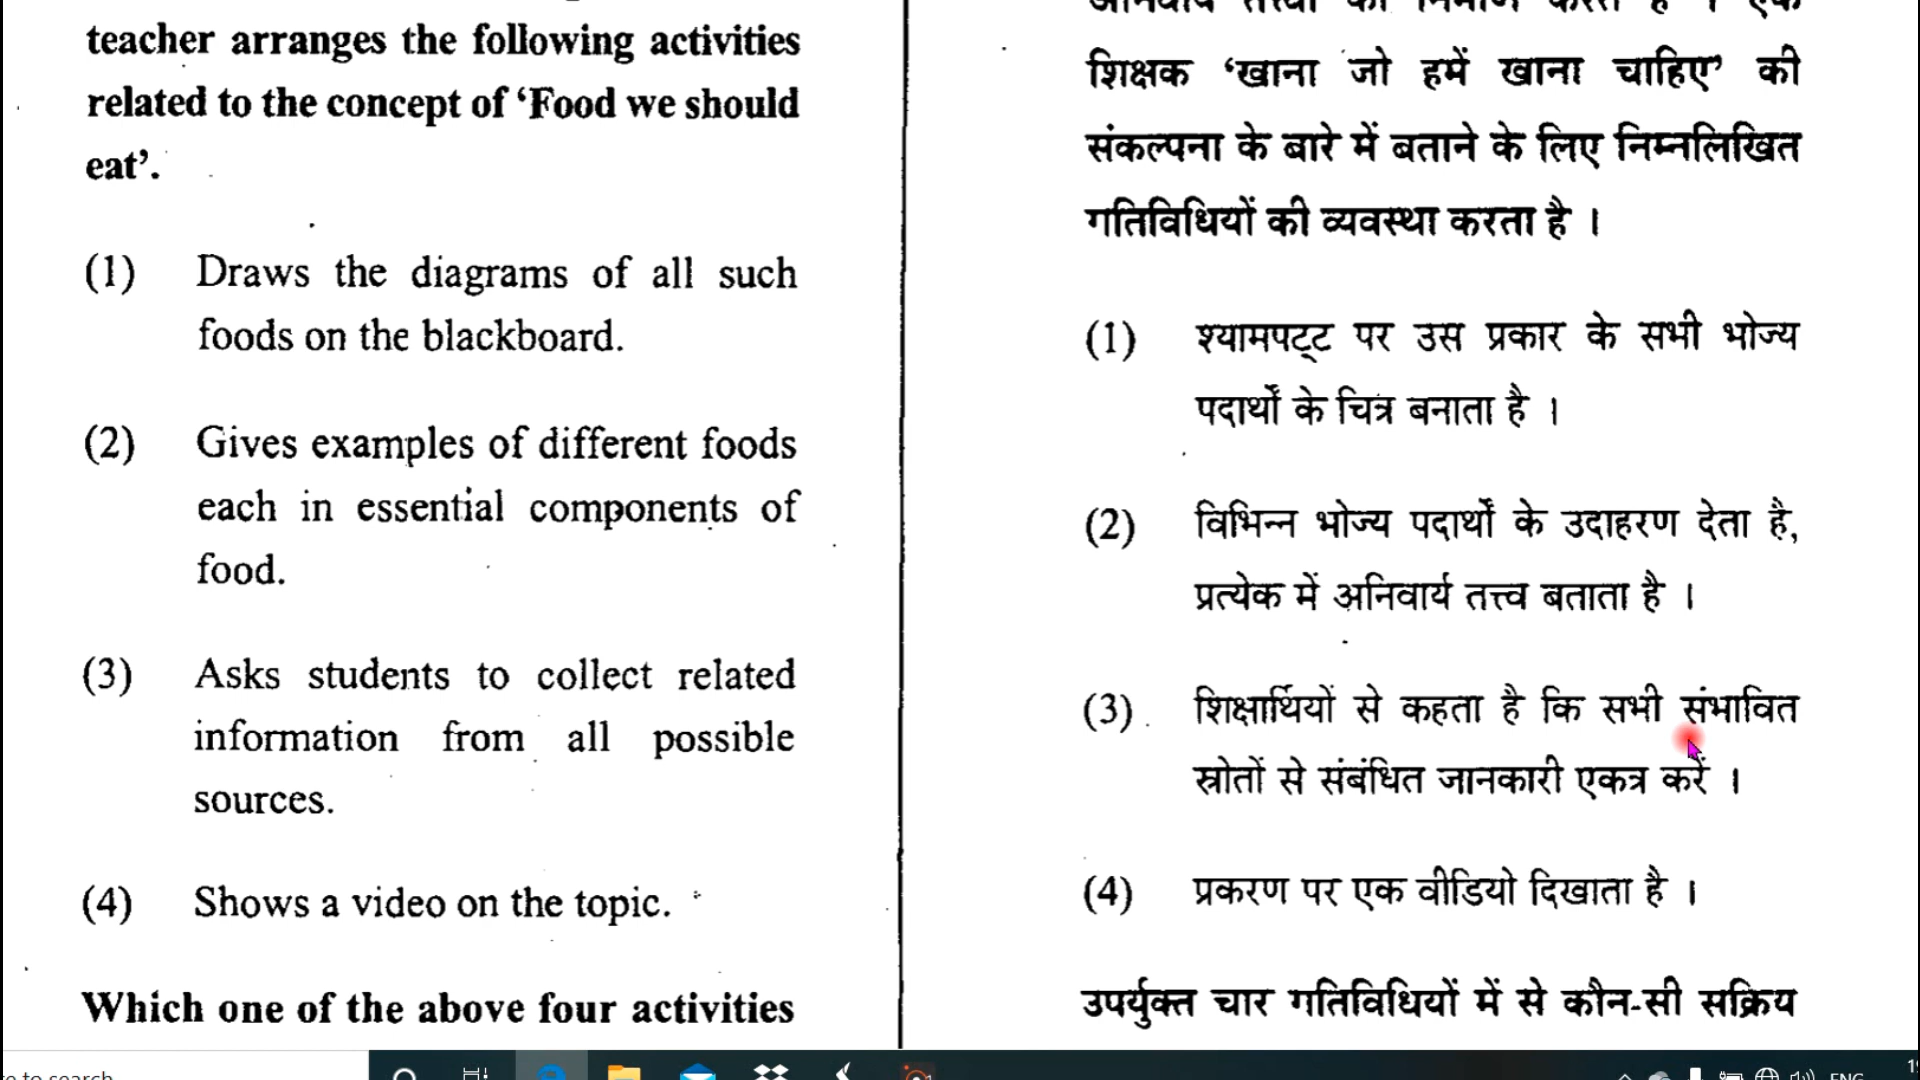 teacher arranges the following activities
related to the concept of ‘Food we should
eat’.
(1) Draws the diagrams of all such
foods on the blackboard.
(2) Gives examples of different foods
each in essential components of
food.
(3) Asks students to collect related
information from all possible
sources.
(4) Shows a video on the topic.
Which one of the above four activities
शिक्षक ‘खाना जो हमें खाना चाहिए’ की
संकल्पना के बारे में बताने के लिए निम्नलिखित
गतिविधियों की व्यवस्था करता है ।
(1) श्यामपट्ट पर उस प्रकार के सभी भोज्य
पदार्थों के चित्र बनाता है ।
(2) विभिन्न भोज्य पदार्थों के उदाहरण देता है,
प्रत्येक में अनिवार्य तत्त्व बताता है ।
(3) शिक्षार्थियों से कहता है कि सभी संभावित
स्रोतों से संबंधित जानकारी एकत्र करें ।
(4) प्रकरण पर एक वीडियो दिखाता है ।
उपर्युक्त चार गतिविधियों में से कौन-सी सक्रिय
to search
ENG